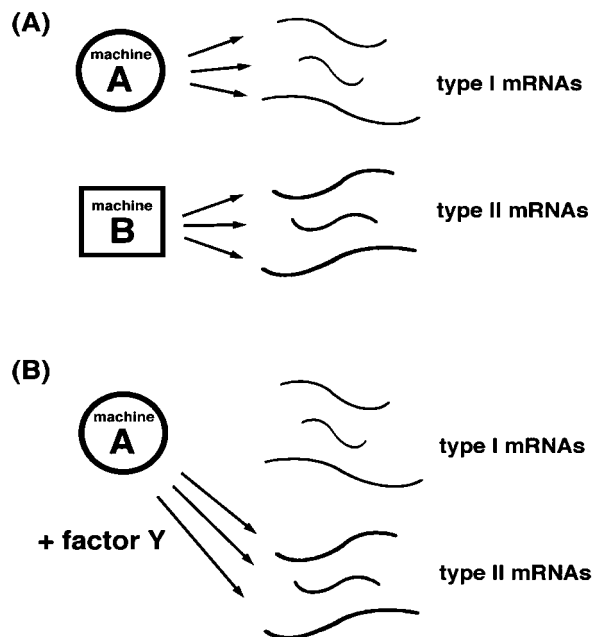 (A)
machine
A
type I mRNAs
machine
B
type II mRNAs
(B)
machine
A
type I mRNAs
+ factor Y
type II mRNAs